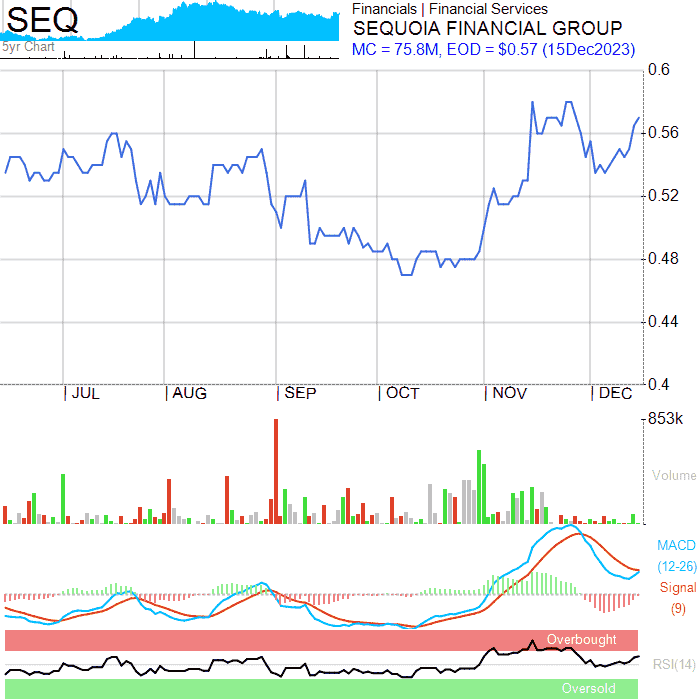 SEQ
5yr Chart
Financials | Financial Services
SEQUOIA FINANCIAL GROUP
MC = 75.8M, EOD = $0.57 (15Dec2023)
0.6
0.56
0.52
0.48
0.44
0.4
JUL AUG SEP OCT NOV DEC
853k
Volume
MACD
(12-26)
Signal
(9)
Overbought
RSI(14)
Oversold